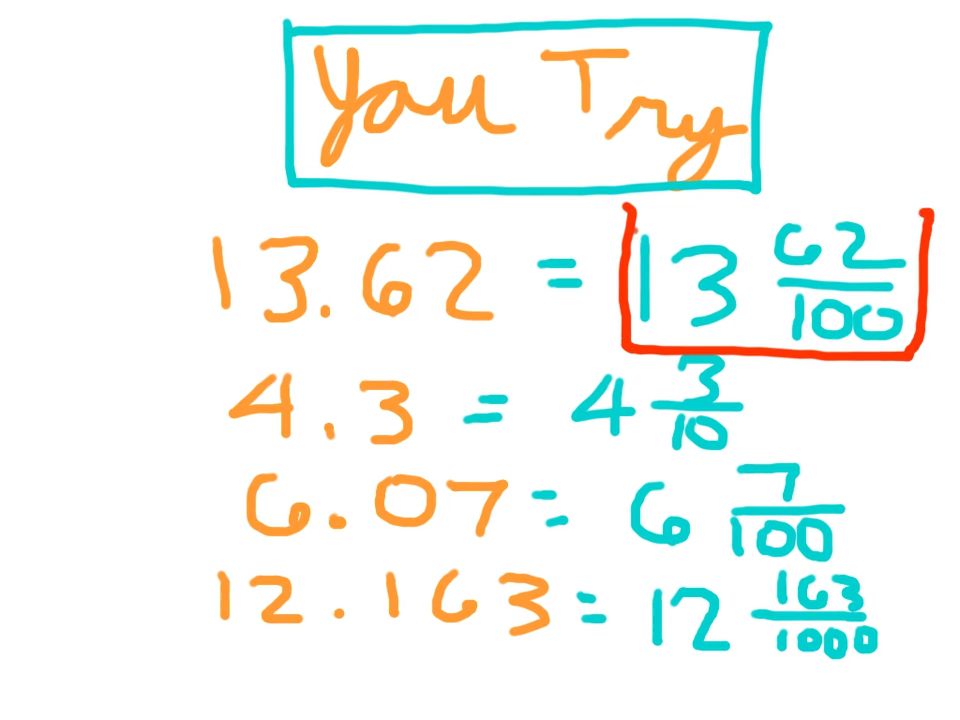 You Try
13.62 = 13 62/100
4.3 = 4 3/10
6.07 = 6 7/100
12.163 = 12 163/1000